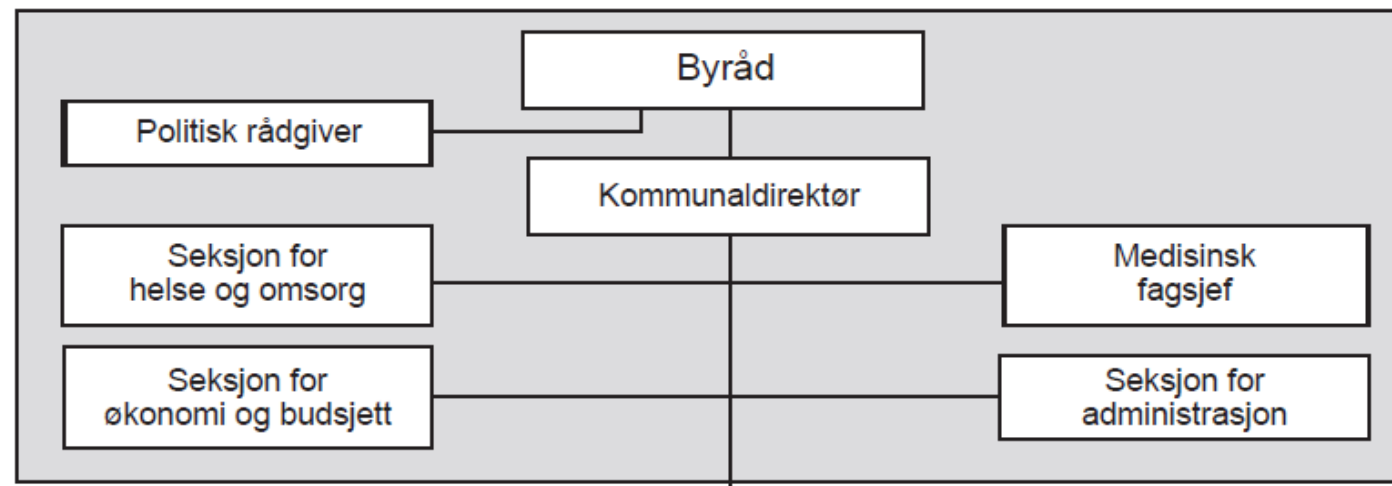 Byråd
Politisk rådgiver
Kommunaldirektør
Seksjon for
helse og omsorg
Medisinsk
fagsjef
Seksjon for
økonomi og budsjett
Seksjon for
administrasjon